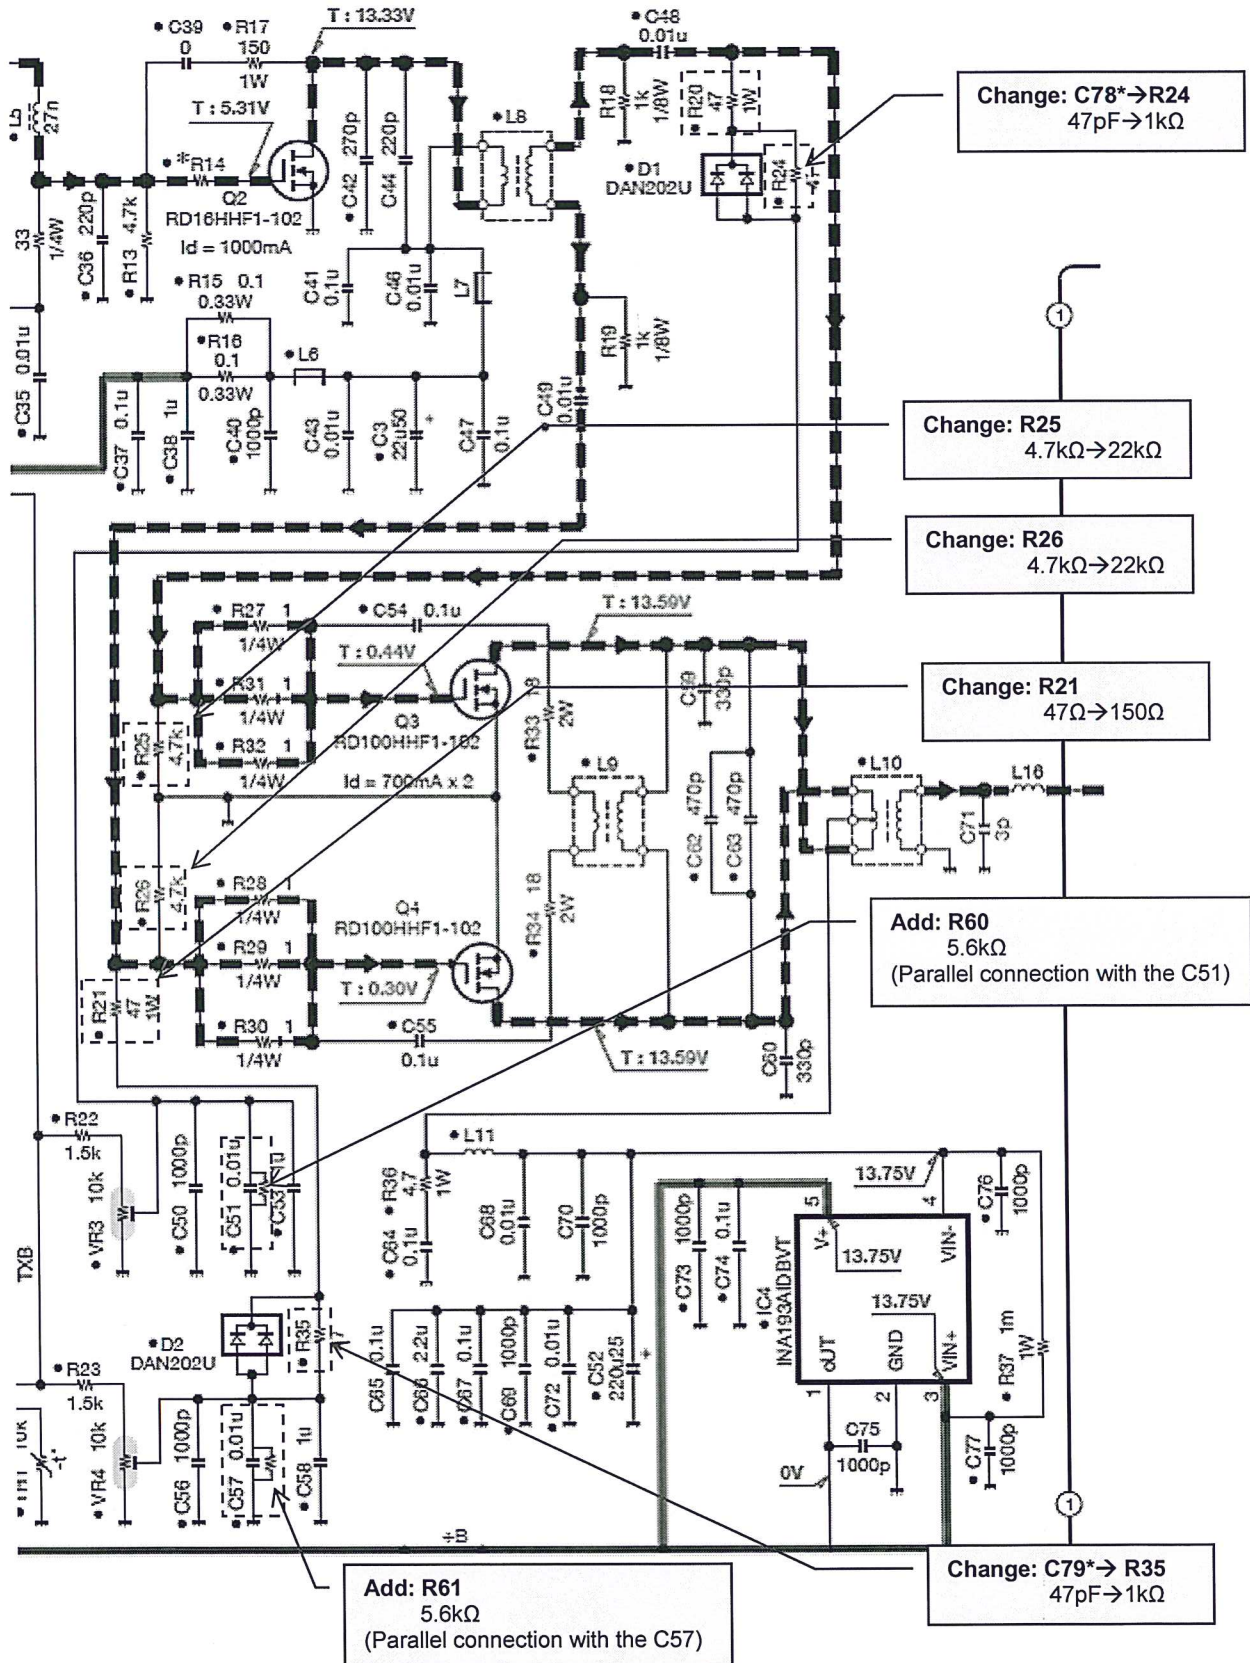 T : 13.33V
C39
0
R17
150
1W
C48
0.01u
L5
27n
T : 5.31V
*R14
Q2
RD16HHF1-102
Id = 1000mA
C42
270p
C44
220p
L8
R18
1k
1/8W
R20
47
1W
D1
DAN202U
R24
Change: C78*→R24
47pF→1kΩ
33
1/4W
C36
220p
R13
4.7k
R15 0.1
0.33W
R16
0.1
0.33W
L6
C41
0.1u
C46
0.01u
L7
R19
1k
1/8W
C35
0.01u
C37
0.1u
C38
1u
C40
1000p
C43
0.01u
C3
22u50
+
C47
0.1u
C49
0.01u
1
Change: R25
4.7kΩ→22kΩ
Change: R26
4.7kΩ→22kΩ
Change: R21
47Ω→150Ω
R27 1
1/4W
R31 1
1/4W
R32 1
1/4W
C54 0.1u
T : 0.44V
T : 13.59V
Q3
RD100HHF1-102
Id = 700mA x 2
R25
4.7k
R33
18
2W
C59
330p
L9
C62
470p
C63
470p
L10
L16
C71
3p
R26
4.7k
R28 1
1/4W
R29 1
1/4W
R30 1
1/4W
Q4
RD100HHF1-102
T : 0.30V
R34
18
2W
C55
0.1u
T : 13.59V
C60
330p
R21
47
1W
Add: R60
5.6kΩ
(Parallel connection with the C51)
R22
1.5k
VR3
10k
C50
1000p
C51
0.01u
C53
TXB
L11
R36
4.7
1W
C64
0.1u
C68
0.01u
C70
1000p
13.75V
C73
1000p
C74
0.1u
IC4
INA193AIDBVT
V+
5
VIN-
4
13.75V
13.75V
OUT
1
GND
2
VIN+
3
C76
1000p
R37
1m
1W
D2
DAN202U
R35
C65
0.1u
C66
2.2u
C67
0.1u
C69
1000p
C72
0.01u
C52
220u25
+
R23
1.5k
VR4
10k
-t°
C56
1000p
C57
0.01u
C58
1u
C75
1000p
0V
C77
1000p
1
+B
Add: R61
5.6kΩ
(Parallel connection with the C57)
Change: C79*→ R35
47pF→1kΩ